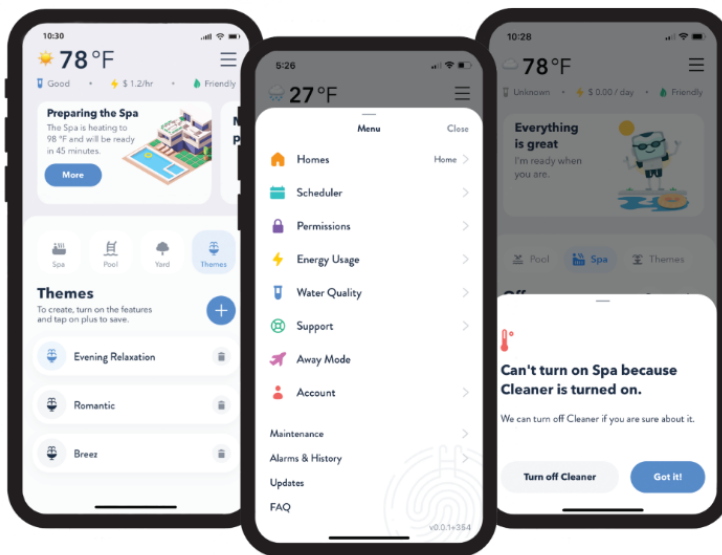 10:30
78 °F
Good • $ 1.2/hr • Friendly
Preparing the Spa
The Spa is heating to
98 °F and will be ready
in 45 minutes.
More
N
p
Spa Pool Yard Themes
Themes
To create, turn on the features
and tap on plus to save.
+
Evening Relaxation
Romantic
Breez
5:26
27 °F
Menu Close
Homes Home
Scheduler
Permissions
Energy Usage
Water Quality
Support
Away Mode
Account
Maintenance
Alarms & History
Updates
FAQ
v0.0.1+354
10:28
78°F
Unknown • $ 0.00 / day • Friendly
Everything
is great
I'm ready when
you are.
Pool Spa Themes
Can't turn on Spa because
Cleaner is turned on.
We can turn off Cleaner if you are sure about it.
Turn off Cleaner Got it!